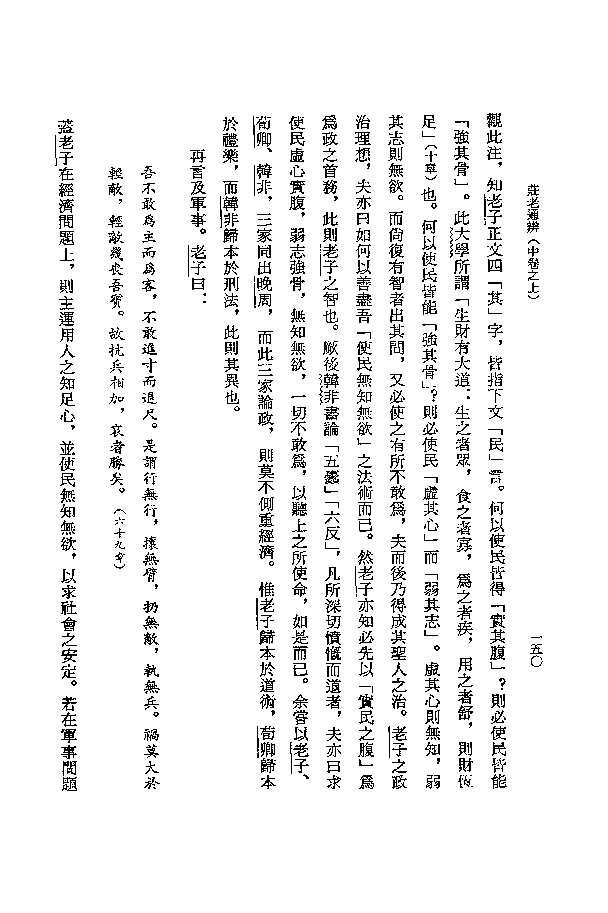 莊老通辨(中卷之上)
一五〇
觀此注,知老子正文四「其」字,皆指下文「民」言。何以使民皆得「實其腹」?則必使民皆能
「強其骨」。此大學所謂「生財有大道:生之者眾,食之者寡,為之者疾,用之者舒,則財恆
足」(十章)也。何以使民皆能「強其骨」?則必使民「虛其心」而「弱其志」。虛其心則無知,弱
其志則無欲。而尚復有智者出其間,又必使之有所不敢為,夫而後乃得成其聖人之治。老子之政
治理想,夫亦曰如何以善盡吾「使民無知無欲」之法術而已。然老子亦知必先以「實民之腹」為
為政之首務,此則老子之智也。厥後韓非書論「五蠹」「六反」,凡所深切憤慨而道者,夫亦曰求
使民虛心實腹,弱志強骨,無知無欲,一切不敢為,以聽上之所使命,如是而已。余嘗以老子、
荀卿、韓非,三家同出晚周,而此三家論政,則莫不側重經濟。惟老子歸本於道術,荀卿歸本
於禮樂,而韓非歸本於刑法,此則其異也。
再言及軍事。老子曰:
吾不敢為主而為客,不敢進寸而退尺。是謂行無行,攘無臂,扔無敵,執無兵。禍莫大於
輕敵,輕敵幾喪吾寶。故抗兵相加,哀者勝矣。(六十九章)
蓋老子在經濟問題上,則主運用人之知足心,並使民無知無欲,以求社會之安定。若在軍事問題